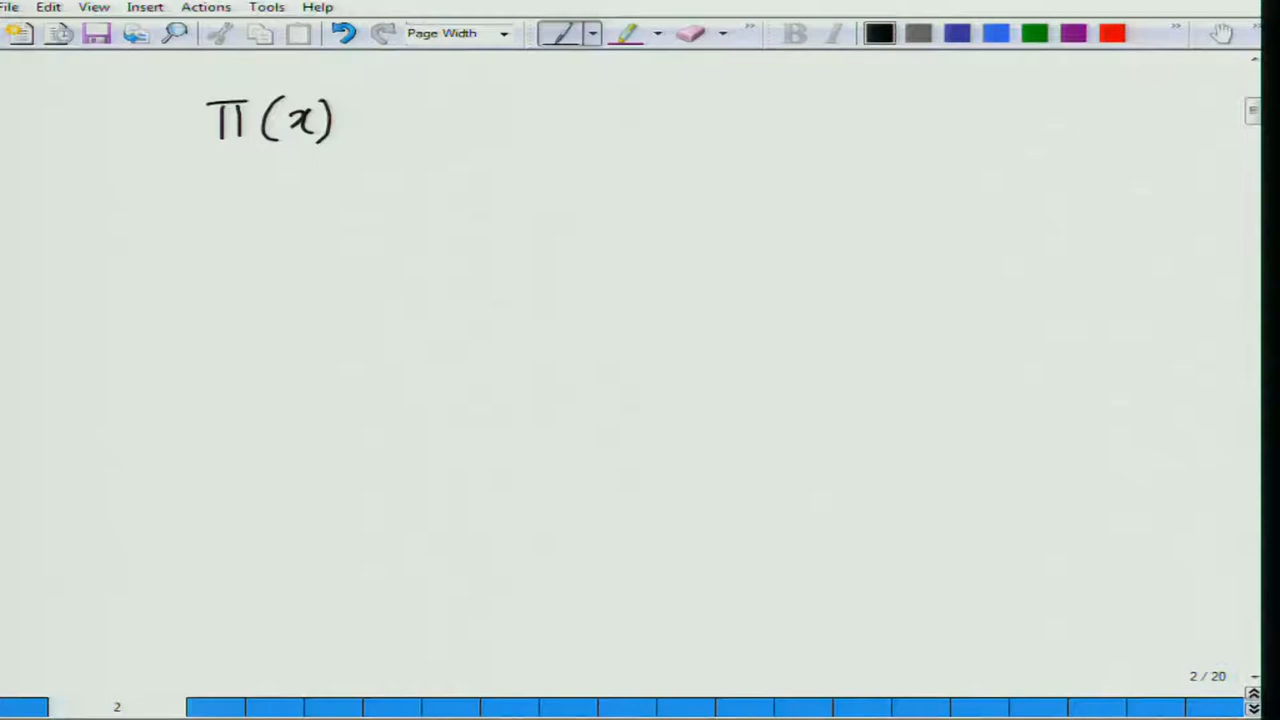 File Edit View Insert Actions Tools Help
Page Width B I
π(x)
2 / 20
2